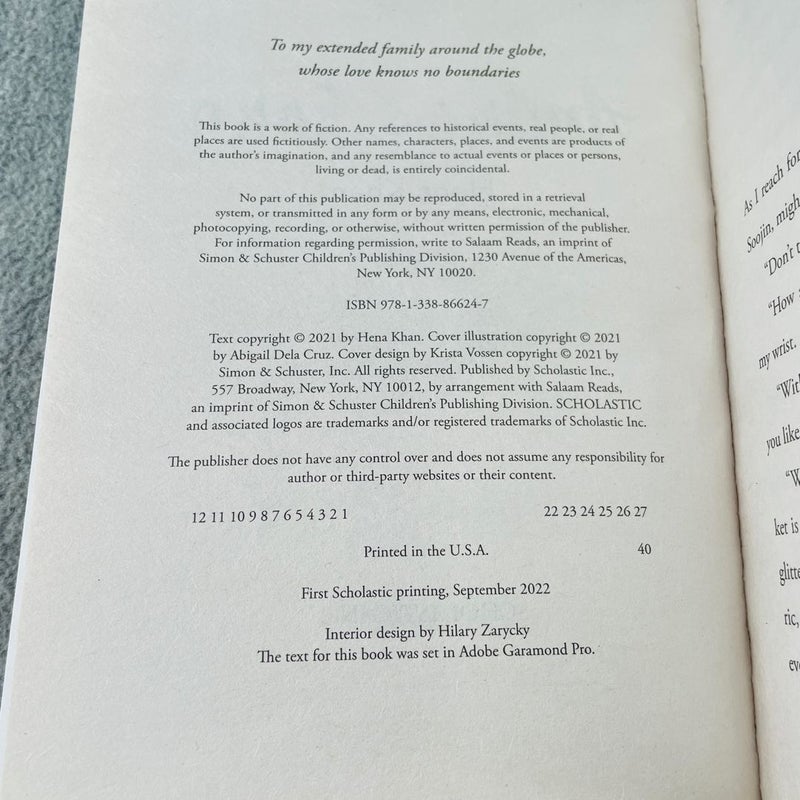 To my extended family around the globe,
whose love knows no boundaries
This book is a work of fiction. Any references to historical events, real people, or real
places are used fictitiously. Other names, characters, places, and events are products of
the author's imagination, and any resemblance to actual events or places or persons,
living or dead, is entirely coincidental.
No part of this publication may be reproduced, stored in a retrieval
system, or transmitted in any form or by any means, electronic, mechanical,
photocopying, recording, or otherwise, without written permission of the publisher.
For information regarding permission, write to Salaam Reads, an imprint of
Simon & Schuster Children's Publishing Division, 1230 Avenue of the Americas,
New York, NY 10020.
ISBN 978-1-338-86624-7
Text copyright © 2021 by Hena Khan. Cover illustration copyright © 2021
by Abigail Dela Cruz. Cover design by Krista Vossen copyright © 2021 by
Simon & Schuster, Inc. All rights reserved. Published by Scholastic Inc.,
557 Broadway, New York, NY 10012, by arrangement with Salaam Reads,
an imprint of Simon & Schuster Children's Publishing Division. SCHOLASTIC
and associated logos are trademarks and/or registered trademarks of Scholastic Inc.
The publisher does not have any control over and does not assume any responsibility for
author or third-party websites or their content.
12 11 10 9 8 7 6 5 4 3 2 1 22 23 24 25 26 27
Printed in the U.S.A. 40
First Scholastic printing, September 2022
Interior design by Hilary Zarycky
The text for this book was set in Adobe Garamond Pro.
As I reach for
Soojin, migh
"Don't
"How
my wrist.
"Wit
you like
"W
ket is
glitte
ric,
eve